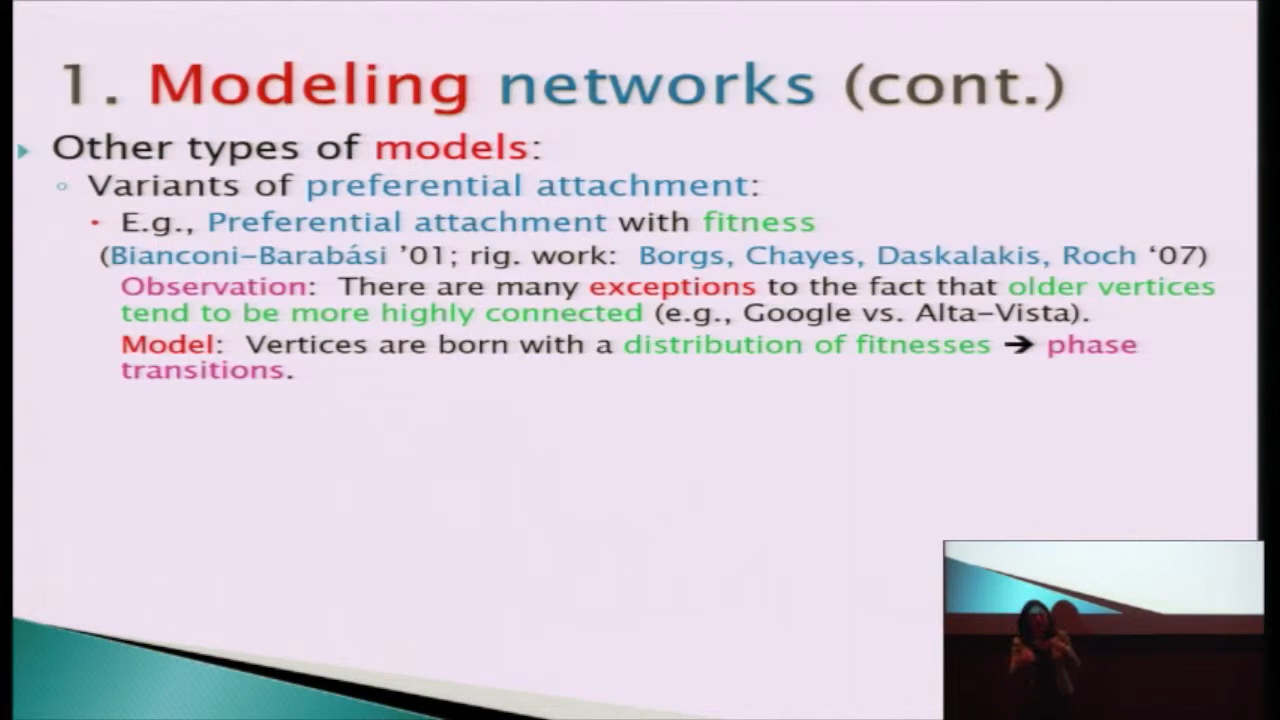 1. Modeling networks (cont.)
Other types of models:
Variants of preferential attachment:
E.g., Preferential attachment with fitness
(Bianconi-Barabási ’01; rig. work: Borgs, Chayes, Daskalakis, Roch ‘07)
Observation: There are many exceptions to the fact that older vertices
tend to be more highly connected (e.g., Google vs. Alta-Vista).
Model: Vertices are born with a distribution of fitnesses ➔ phase
transitions.